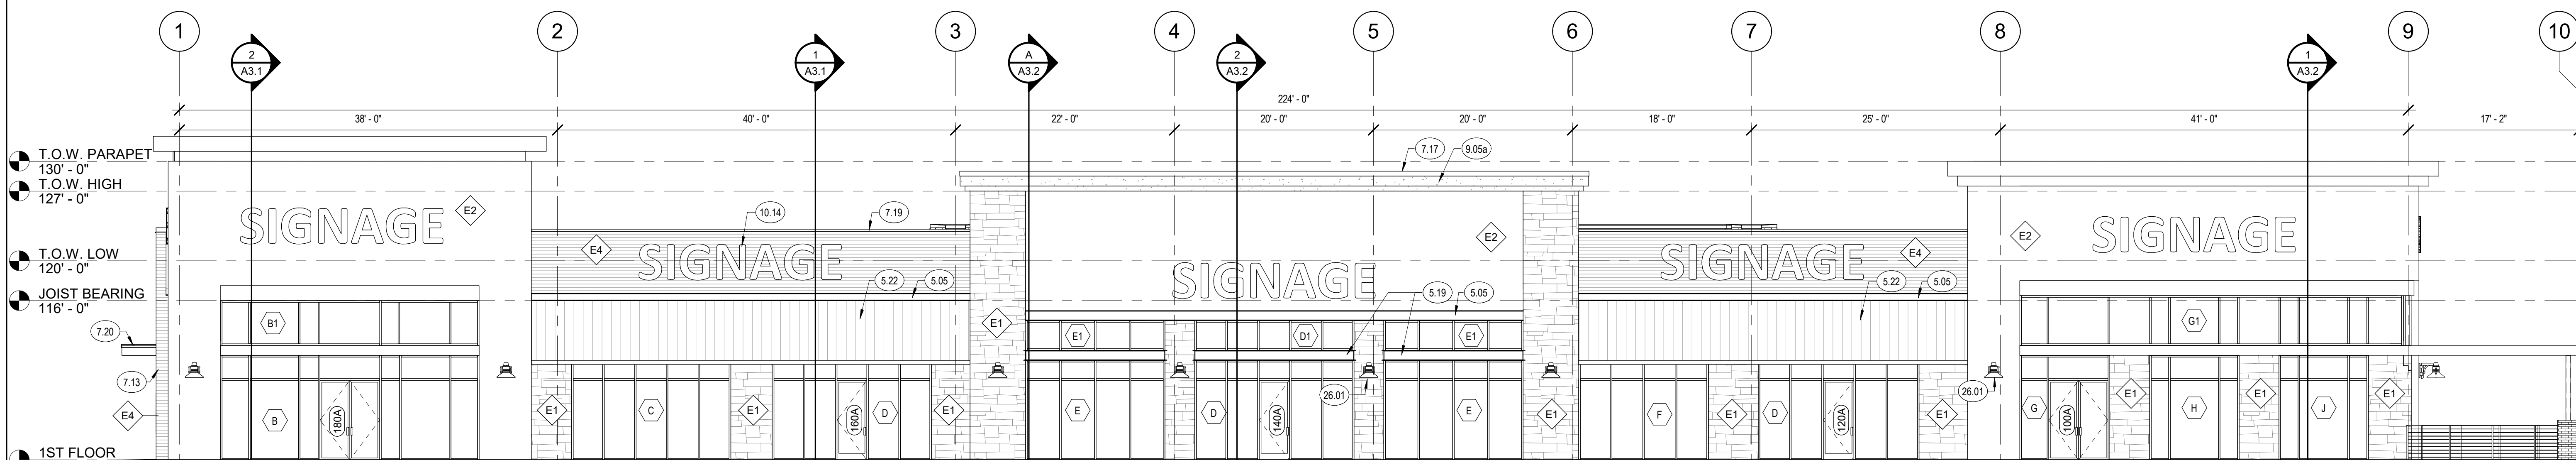 1
2
3
4
5
6
7
8
9
10
2
A3.1
1
A3.1
A
A3.2
2
A3.2
1
A3.2
224' - 0"
38' - 0"
40' - 0"
22' - 0"
20' - 0"
20' - 0"
18' - 0"
25' - 0"
41' - 0"
17' - 2"
T.O.W. PARAPET
130' - 0"
T.O.W. HIGH
127' - 0"
T.O.W. LOW
120' - 0"
JOIST BEARING
116' - 0"
1ST FLOOR
7.17
9.05a
SIGNAGE
E2
10.14
7.19
E4
SIGNAGE
E2
SIGNAGE
E4
SIGNAGE
E2
SIGNAGE
5.22
5.05
5.19
5.05
5.22
5.05
7.20
B1
E1
E1
D1
E1
G1
7.13
26.01
26.01
E4
B
180A
E1
C
E1
160A
D
E1
E
D
140A
E
E1
F
E1
D
120A
E1
G
100A
E1
H
E1
J
E1